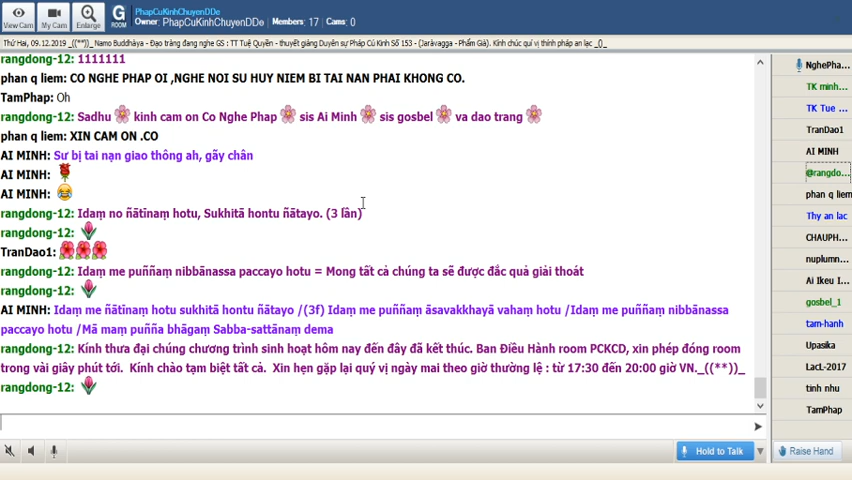 View Cam
My Cam
Enlarge
G
ROOM
PhapCuKinhChuyenDDe
Owner: PhapCuKinhChuyenDDe Members: 17 Cams: 0
Thứ Hai, 09.12.2019 _((**))_ Namo Buddhàya - Đạo tràng đang nghe GS : TT Tuệ Quyền - thuyết giảng Duyên sự Pháp Cú Kinh Số 153 - (Jaràvagga - Phẩm Già). Kính chúc quí vị thính pháp an lạc _()_
rangdong-12: 1111111
phan q liem: CO NGHE PHAP OI ,NGHE NOI SU HUY NIEM BI TAI NAN PHAI KHONG CO.
TamPhap: Oh
rangdong-12: Sadhu kinh cam on Co Nghe Phap sis Ai Minh sis gosbel va dao trang
phan q liem: XIN CAM ON .CO
AI MINH: Sư bị tai nạn giao thông ah, gãy chân
AI MINH:
AI MINH:
rangdong-12: Idaṃ no ñātīnaṃ hotu, Sukhitā hontu ñātayo. (3 lần)
rangdong-12:
TranDao1:
rangdong-12: Idaṃ me puññaṃ nibbānassa paccayo hotu = Mong tất cả chúng ta sẽ được đắc quả giải thoát
rangdong-12:
AI MINH: Idaṃ me ñātīnaṃ hotu sukhitā hontu ñātayo /(3f) Idaṃ me puññaṃ āsavakkhayā vahaṃ hotu /Idaṃ me puññaṃ nibbānassa
paccayo hotu /Mā maṃ puñña bhāgaṃ Sabba-sattānaṃ dema
rangdong-12: Kính thưa đại chúng chương trình sinh hoạt hôm nay đến đây đã kết thúc. Ban Điều Hành room PCKCD, xin phép đóng room
trong vài giây phút tới. Kính chào tạm biệt tất cả. Xin hẹn gặp lại quý vị ngày mai theo giờ thường lệ : từ 17:30 đến 20:00 giờ VN._((**))_
rangdong-12:
NghePha...
TK minh...
TK Tue ...
TranDao1
AI MINH
@rangdo...
phan q liem
Thy an lac
CHAUPH...
nuplumn...
Ai Ikeu I...
gosbel_1
tam-hanh
Upasika
LacL-2017
tinh nhu
TamPhap
Hold to Talk
Raise Hand